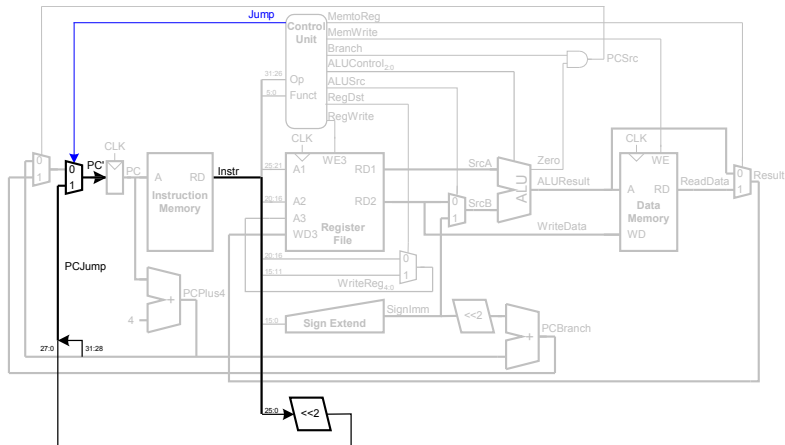 Jump
MemtoReg
Control
Unit
MemWrite
Branch
ALUControl2:0
PCSrc
31:26
Op
ALUSrc
5:0
Funct
RegDst
RegWrite
CLK
CLK
CLK
0
1
0
1
PC'
PC
A
RD
Instr
Instruction
Memory
25:21
A1
WE3
RD1
SrcA
Zero
WE
0
1
Result
20:16
A2
RD2
0
1
SrcB
ALU
ALUResult
A
RD
ReadData
A3
Data
Memory
WD3
Register
File
WriteData
WD
20:16
0
15:11
1
WriteReg4:0
PCJump
PCPlus4
+
4
SignImm
15:0
Sign Extend
<<2
+
PCBranch
27:0
31:28
25:0
<<2